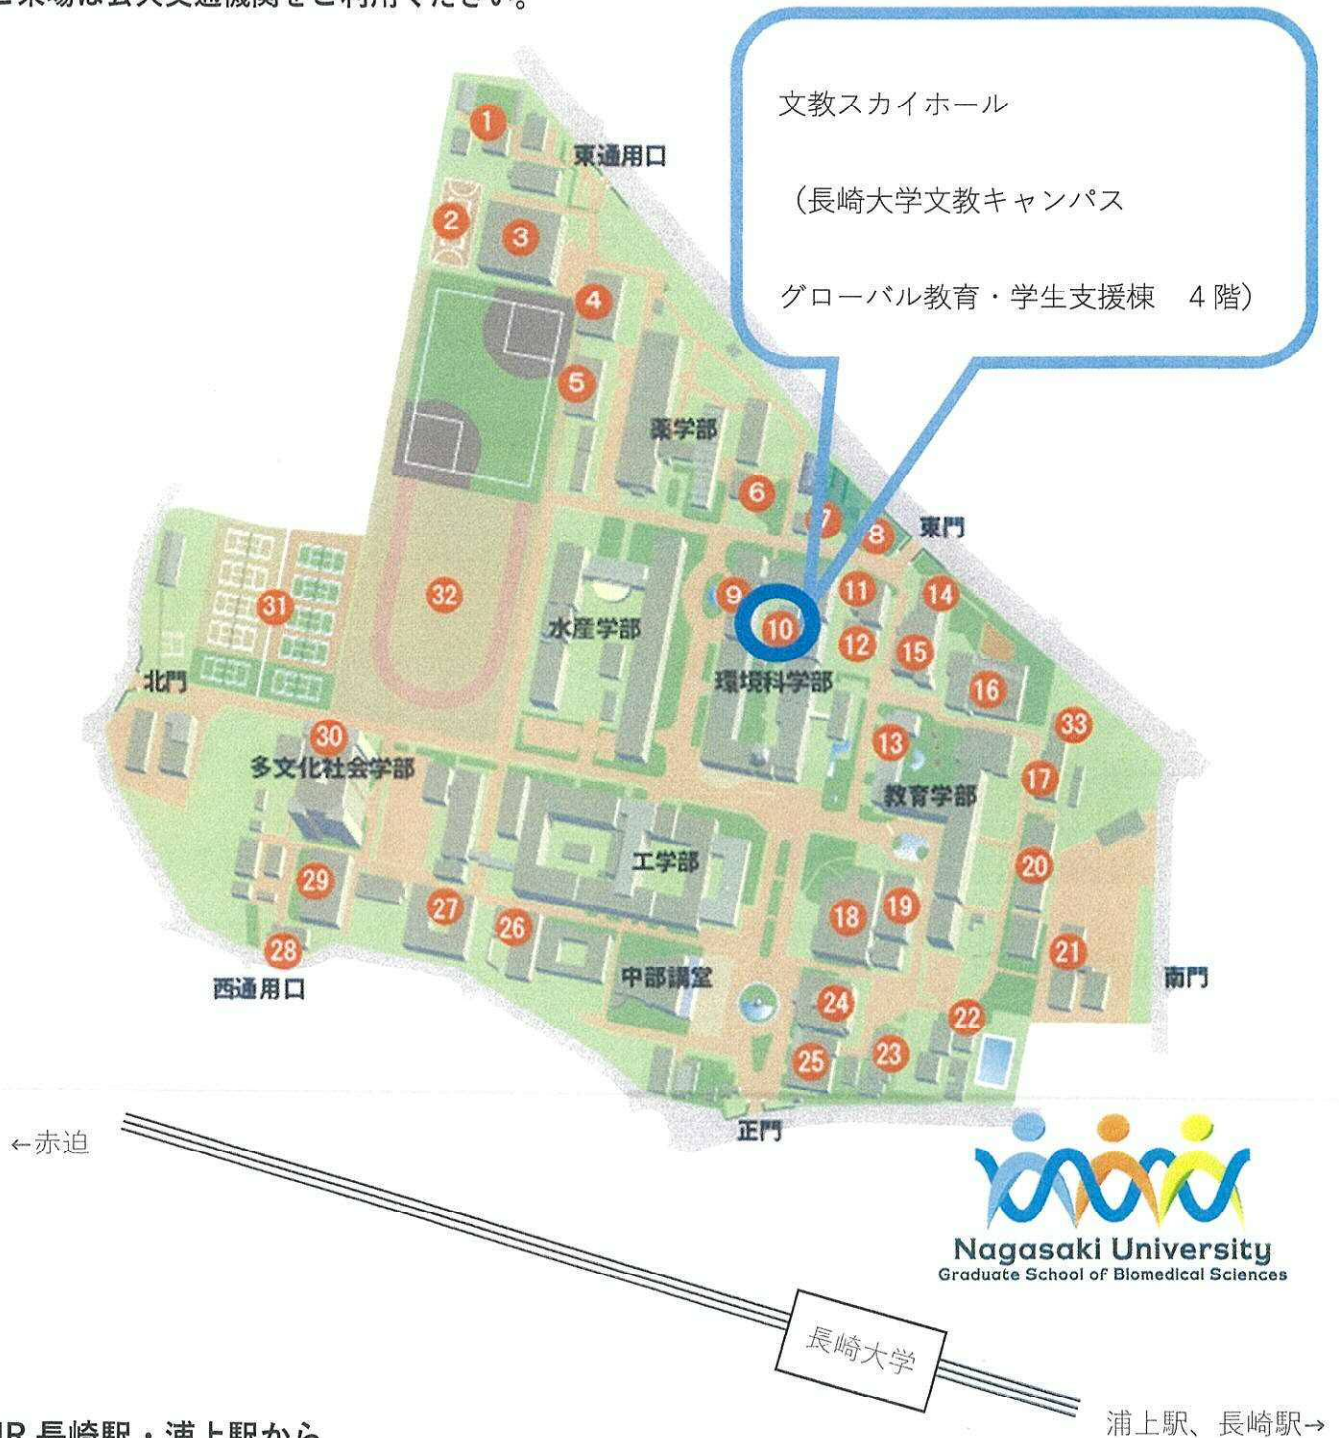 ご来場は公共交通機関をご利用ください。
文教スカイホール
（長崎大学文教キャンパス
グローバル教育・学生支援棟　4階）
1
東通用口
2
3
4
5
薬学部
6
7
8
東門
9
10
11
12
14
15
16
31
32
水産学部
環境科学部
北門
30
多文化社会学部
13
33
17
教育学部
工学部
29
27
26
18
19
20
28
西通用口
中部講堂
21
南門
24
22
25
23
正門
←赤迫
Nagasaki University
Graduate School of Biomedical Sciences
長崎大学
浦上駅、長崎駅→
JR 長崎駅・浦上駅から